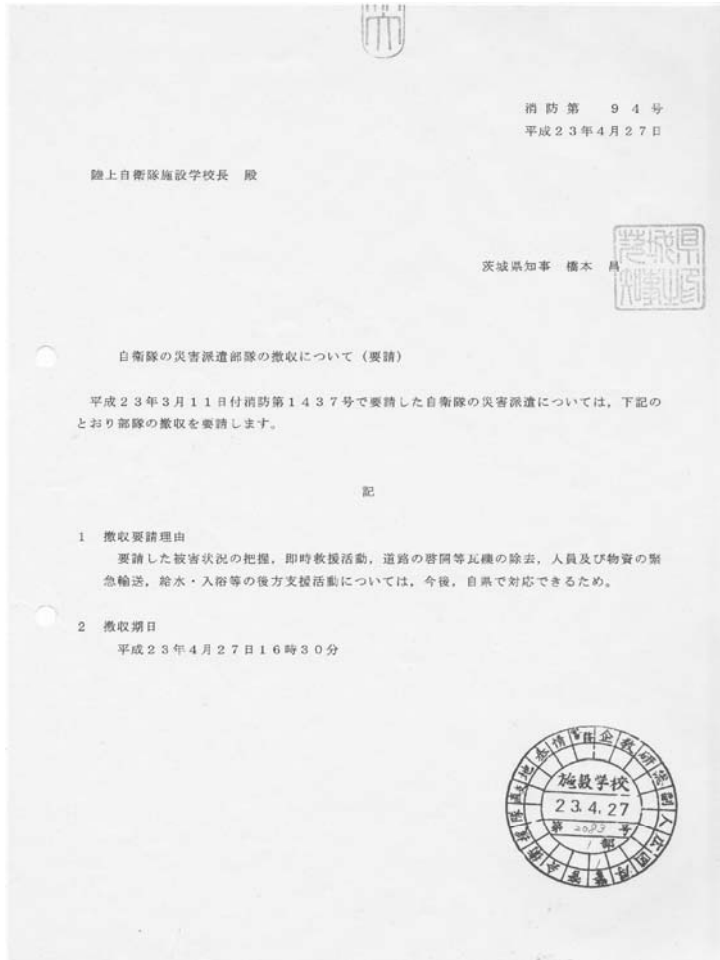 消防第 94号
平成23年4月27日
陸上自衛隊施設学校長 殿
茨城県知事 橋本 昌
自衛隊の災害派遣部隊の撤収について(要請)
平成23年3月11日付消防第1437号で要請した自衛隊の災害派遣については,下記の
とおり部隊の撤収を要請します。
記
1 撤収要請理由
要請した被害状況の把握,即時救援活動,道路の啓開等瓦礫の除去,人員及び物資の緊
急輸送,給水・入浴等の後方支援活動については,今後,自県で対応できるため。
2 撤収期日
平成23年4月27日16時30分
施設学校
23.4.27
第 2083 号